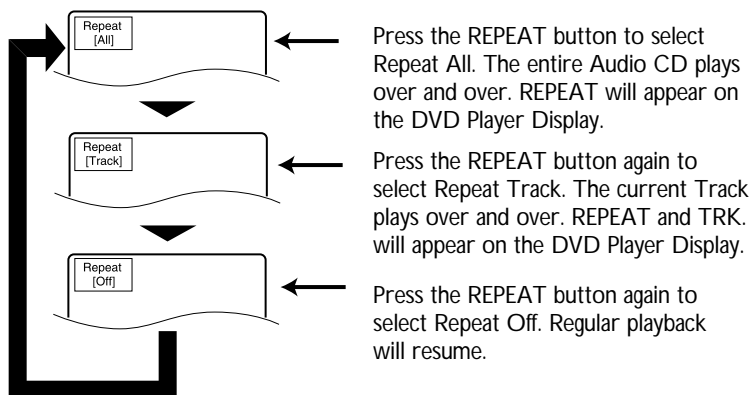 Repeat
[All]
Press the REPEAT button to select
Repeat All. The entire Audio CD plays
over and over. REPEAT will appear on
the DVD Player Display.
Repeat
[Track]
Press the REPEAT button again to
select Repeat Track. The current Track
plays over and over. REPEAT and TRK.
will appear on the DVD Player Display.
Repeat
[Off]
Press the REPEAT button again to
select Repeat Off. Regular playback
will resume.